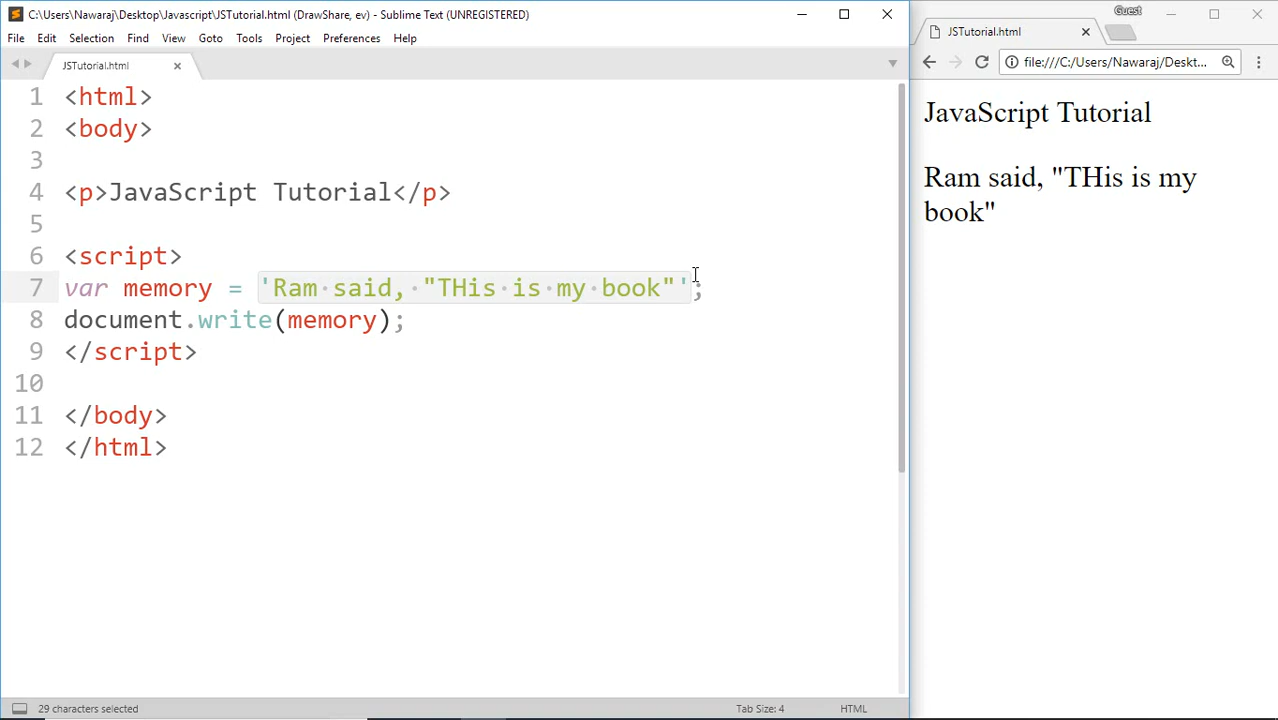 C:\Users\Nawaraj\Desktop\Javascript\JSTutorial.html (DrawShare, ev) - Sublime Text (UNREGISTERED)
File Edit Selection Find View Goto Tools Project Preferences Help
JSTutorial.html
1 <html>
2 <body>
3
4 <p>JavaScript Tutorial</p>
5
6 <script>
7 var memory = 'Ram said, "THis is my book"';
8 document.write(memory);
9 </script>
10
11 </body>
12 </html>
29 characters selected
Tab Size: 4
HTML
Guest
JSTutorial.html
file:///C:/Users/Nawaraj/Deskt...
JavaScript Tutorial
Ram said, "THis is my
book"